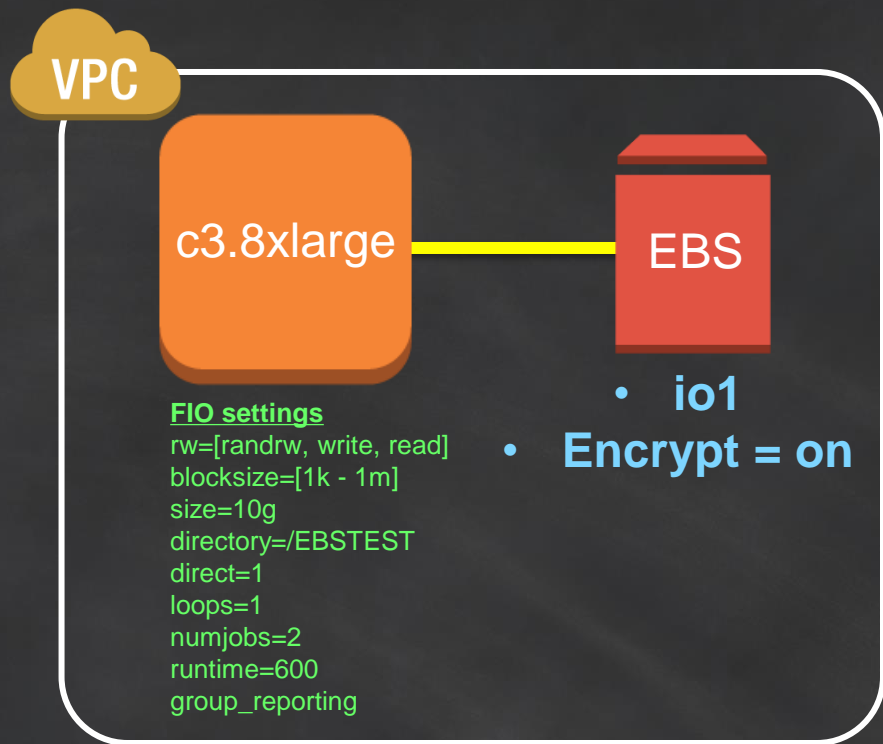 VPC
c3.8xlarge
EBS
FIO settings
rw=[randrw, write, read]
blocksize=[1k - 1m]
size=10g
directory=/EBSTEST
direct=1
loops=1
numjobs=2
runtime=600
group_reporting
• io1
• Encrypt = on